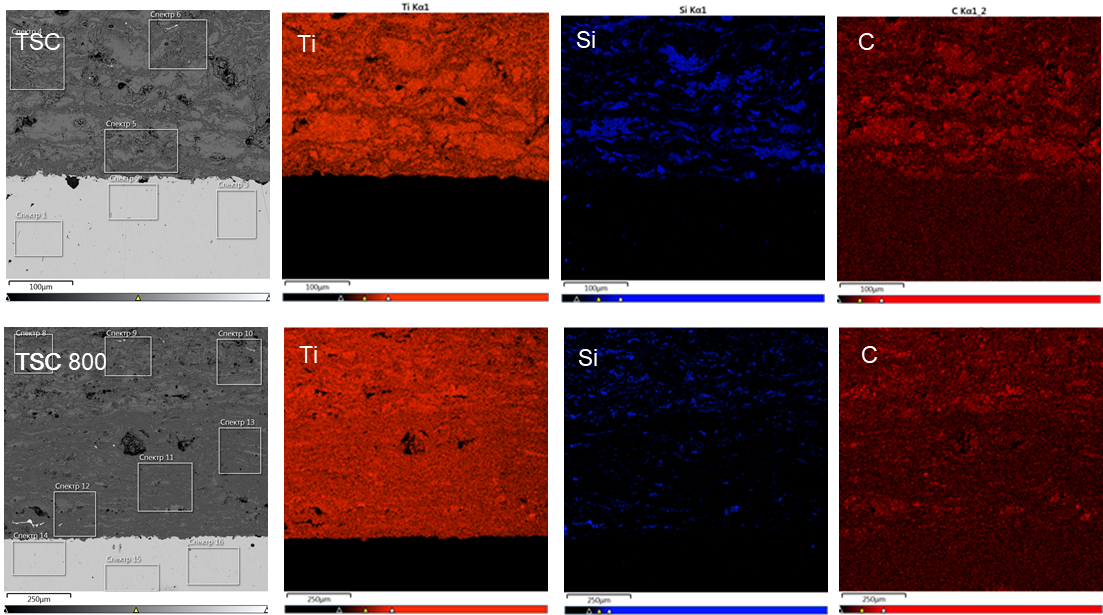 Ti Kα1
Si Kα1
C Kα1_2
Спектр 6
TSC
Ti
Si
C
Спектр 5
Спектр 3
Спектр 1
100µm
100µm
100µm
100µm
Спектр 8
Спектр 9
Спектр 10
TSC 800
Ti
Si
C
Спектр 13
Спектр 11
Спектр 12
Спектр 14
Спектр 16
Спектр 15
250µm
250µm
250µm
250µm